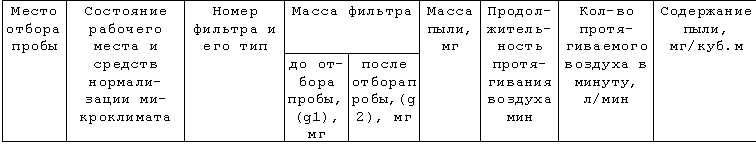 Место
отбора
пробы
Состояние
рабочего
места и
средств
нормали-
зации ми-
кроклимата
Номер
фильтра и
его тип
Масса фильтра
до от-
бора
пробы,
(g1),
мг
после
отборап
робы,(g
2), мг
Масса
пыли,
мг
Продол-
житель-
ность
протя-
гивания
воздуха
мин
Кол-во
протя-
гиваемого
воздуха в
минуту,
л/мин
Содержание
пыли,
мг/куб.м